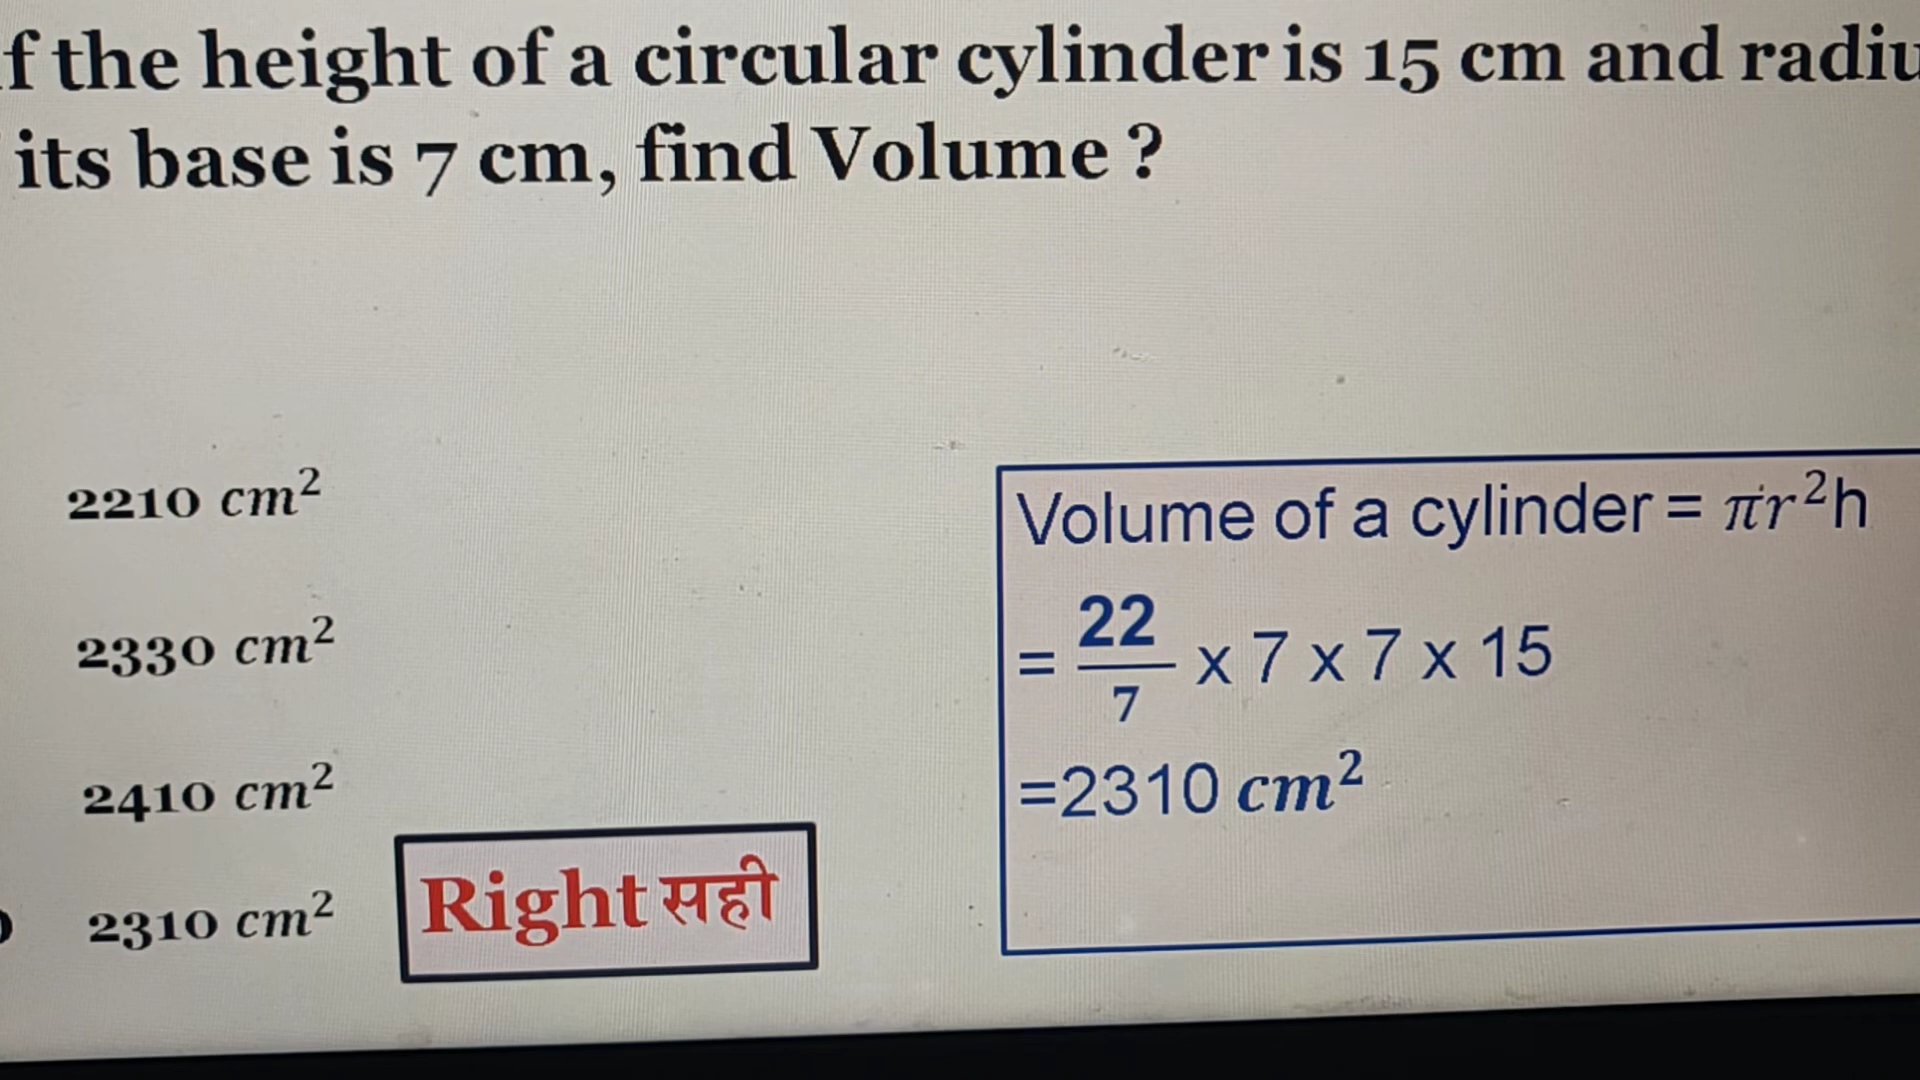 f the height of a circular cylinder is 15 cm and radiu
its base is 7 cm, find Volume ?
2210 cm²
2330 cm²
2410 cm²
2310 cm²
Right सही
Volume of a cylinder = πr²h
= 22/7 x 7 x 7 x 15
=2310 cm²